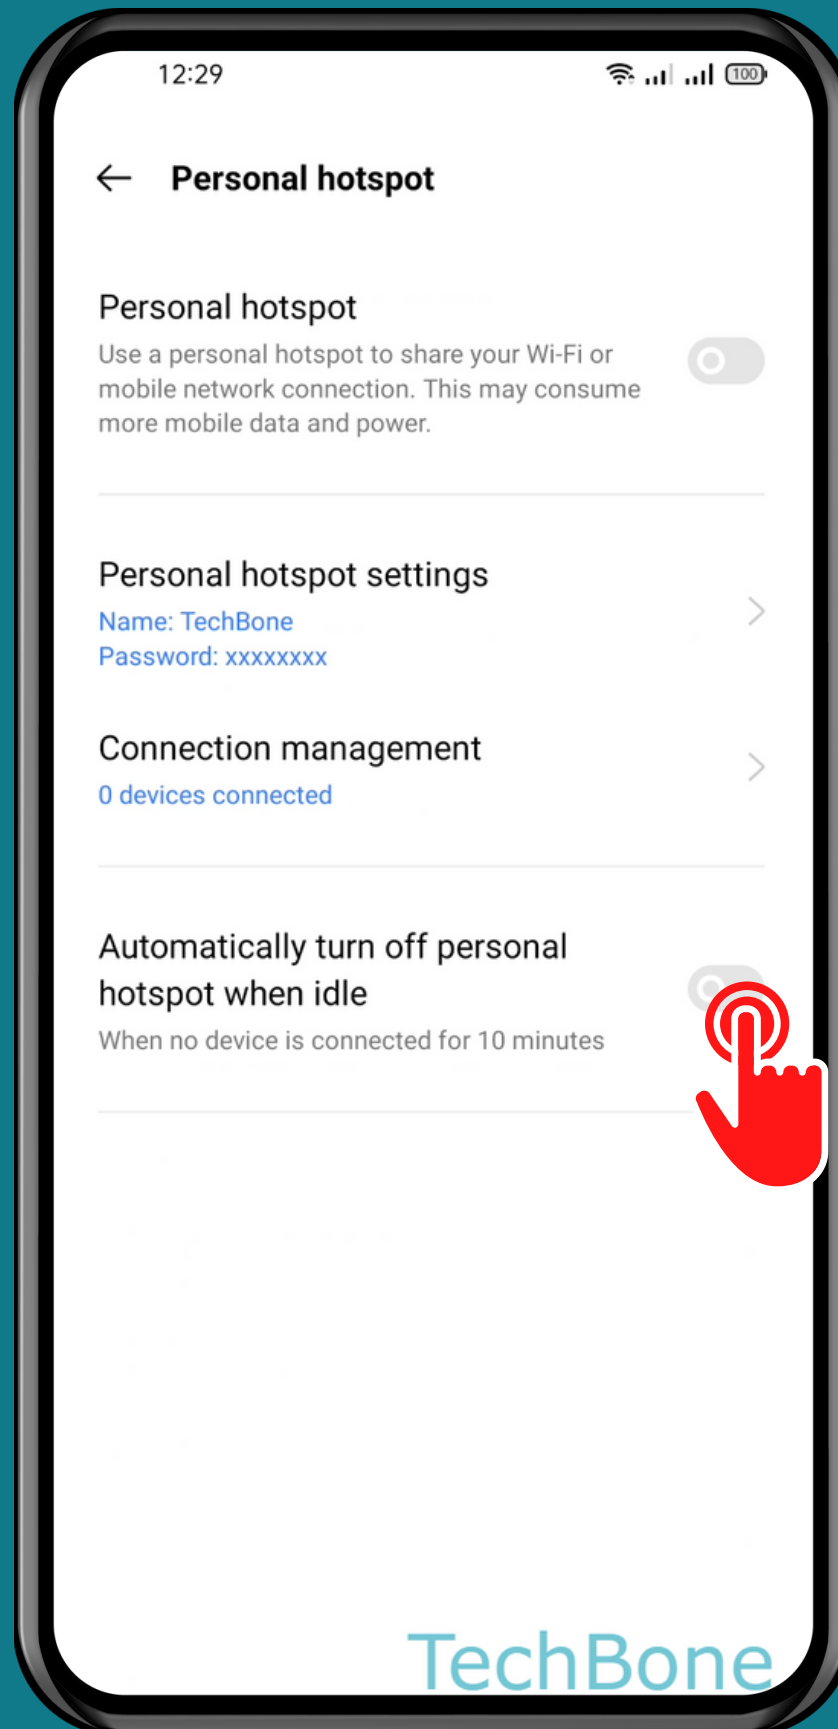 12:29
100
Personal hotspot
Personal hotspot
Use a personal hotspot to share your Wi-Fi or
mobile network connection. This may consume
more mobile data and power.
Personal hotspot settings
Name: TechBone
Password: xxxxxxxx
Connection management
0 devices connected
Automatically turn off personal
hotspot when idle
When no device is connected for 10 minutes
TechBone